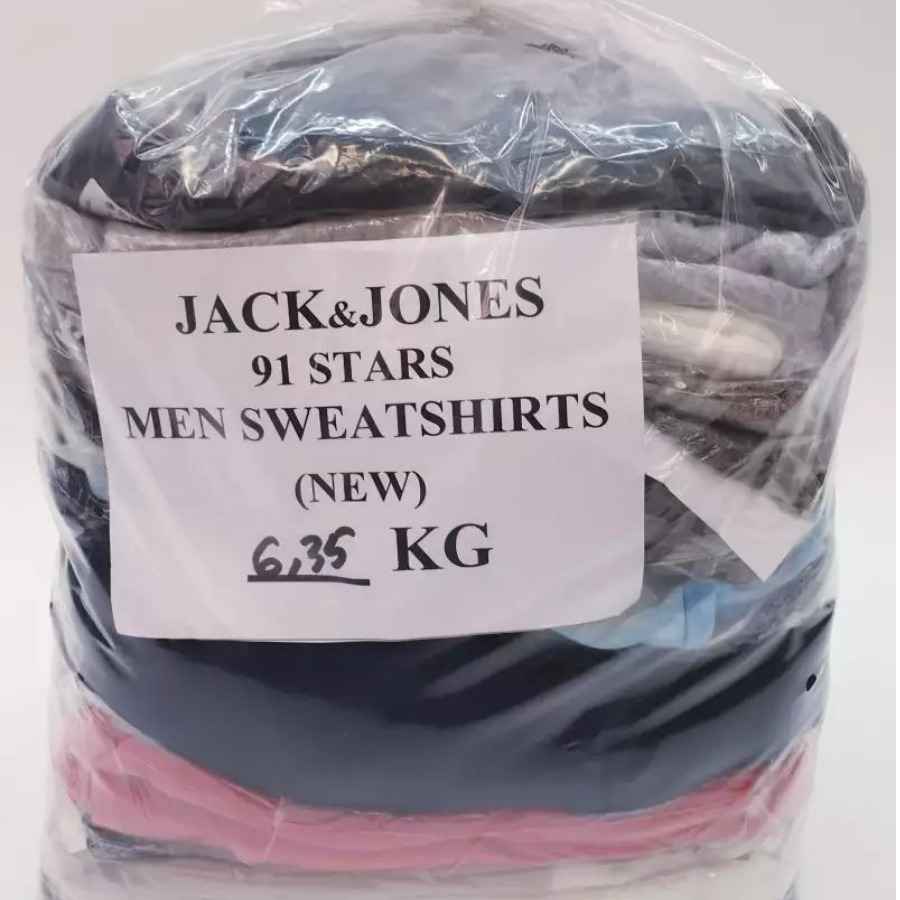 JACK&JONES
91 STARS
MEN SWEATSHIRTS
(NEW)
6,35 KG